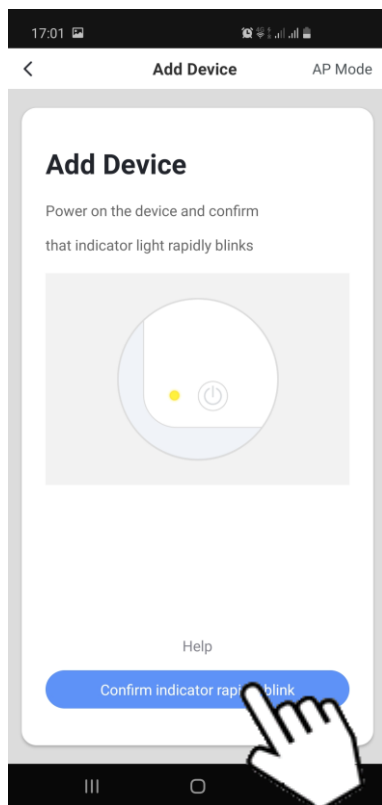 17:01
Add Device
AP Mode
Add Device
Power on the device and confirm
that indicator light rapidly blinks
Help
Confirm indicator rapidly blink